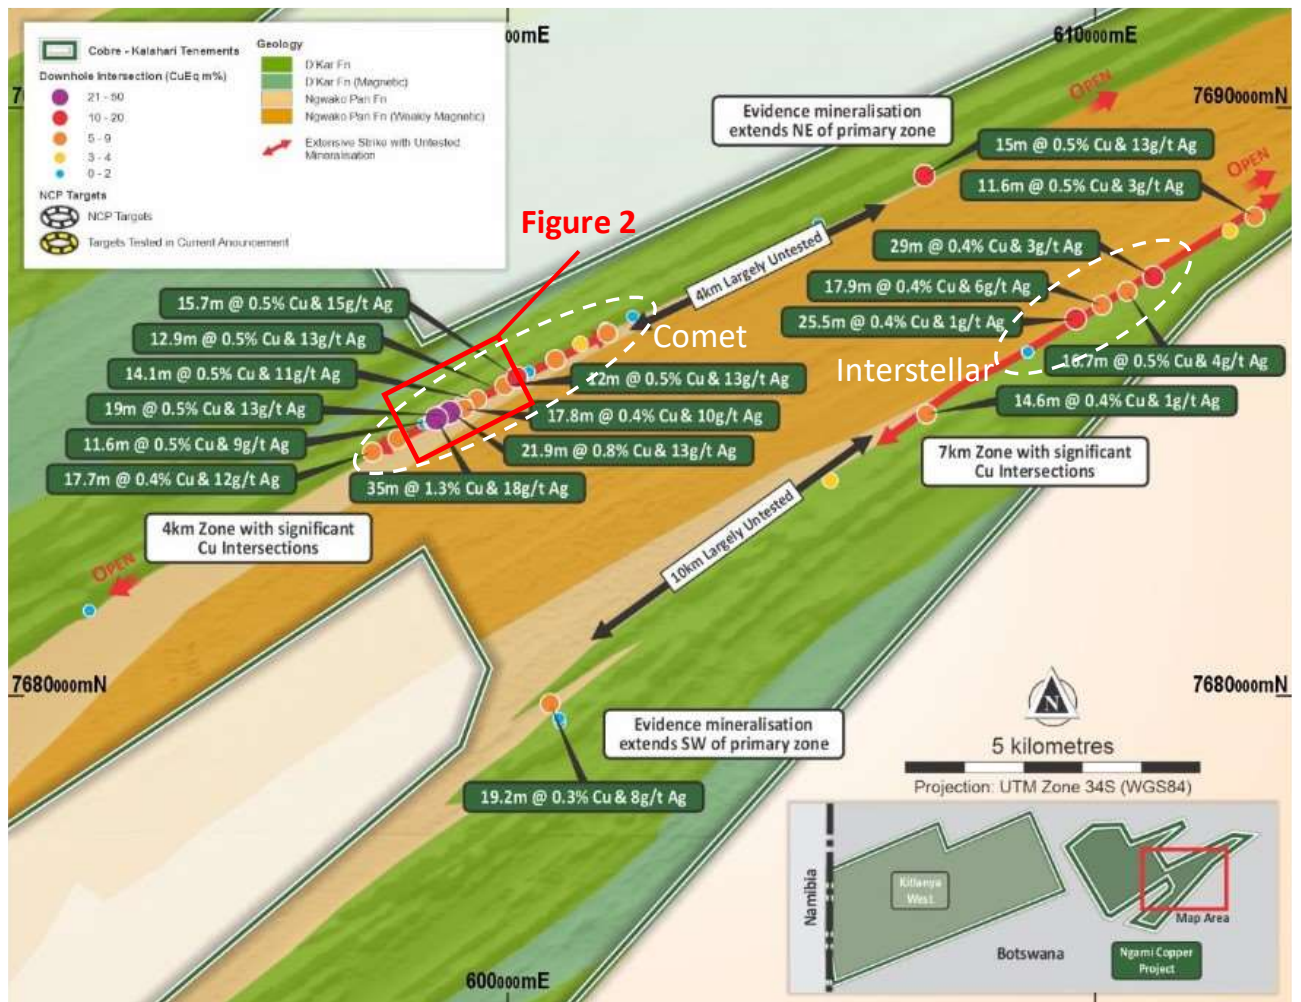 00mE
610000mE
Cobre - Kalahari Tenements
Downhole Intersection (CuEq m%)
21 - 50
10 - 20
5 - 9
3 - 4
0 - 2
NCP Targets
NCP Targets
Targets Tested in Current Anouncement
Geology
D'Kar Fn
D'Kar Fn (Magnetic)
Ngwako Pan Fn
Ngwako Pan Fn (Weakly Magnetic)
Extensive Strike with Untested
Mineralisation
7
7690000mN
OPEN
Evidence mineralisation
extends NE of primary zone
15m @ 0.5% Cu & 13g/t Ag
OPEN
11.6m @ 0.5% Cu & 3g/t Ag
Figure 2
4km Largely Untested
29m @ 0.4% Cu & 3g/t Ag
17.9m @ 0.4% Cu & 6g/t Ag
25.5m @ 0.4% Cu & 1g/t Ag
15.7m @ 0.5% Cu & 15g/t Ag
12.9m @ 0.5% Cu & 13g/t Ag
14.1m @ 0.5% Cu & 11g/t Ag
19m @ 0.5% Cu & 13g/t Ag
11.6m @ 0.5% Cu & 9g/t Ag
17.7m @ 0.4% Cu & 12g/t Ag
Comet
Interstellar
16.7m @ 0.5% Cu & 4g/t Ag
12m @ 0.5% Cu & 13g/t Ag
14.6m @ 0.4% Cu & 1g/t Ag
17.8m @ 0.4% Cu & 10g/t Ag
21.9m @ 0.8% Cu & 13g/t Ag
35m @ 1.3% Cu & 18g/t Ag
7km Zone with significant
Cu Intersections
4km Zone with significant
Cu Intersections
10km Largely Untested
OPEN
7680000mN
7680000mN
Evidence mineralisation
extends SW of primary zone
19.2m @ 0.3% Cu & 8g/t Ag
N
5 kilometres
Projection: UTM Zone 34S (WGS84)
Namibia
Kitlanya
West
Map Area
Botswana
Ngami Copper
Project
600000mE